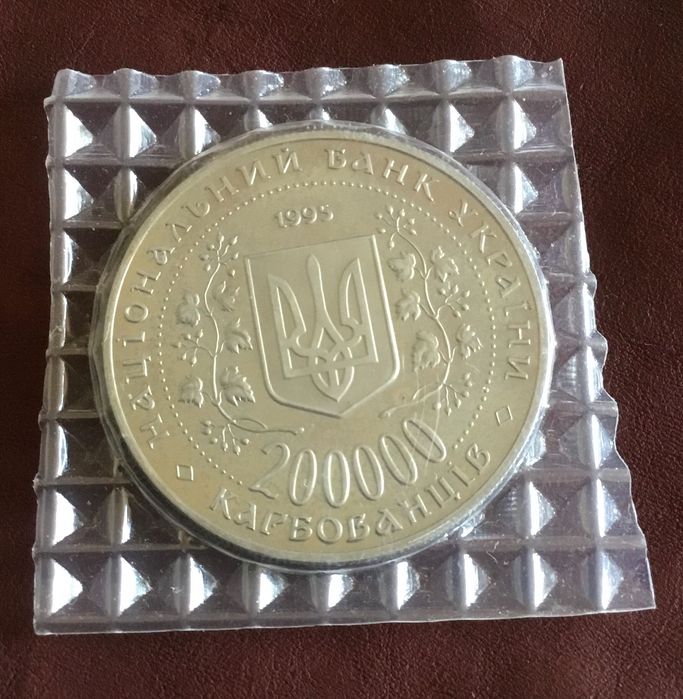 НАЦІОНАЛЬНИЙ БАНК УКРАЇНИ
1995
200000
КАРБОВАНЦІВ